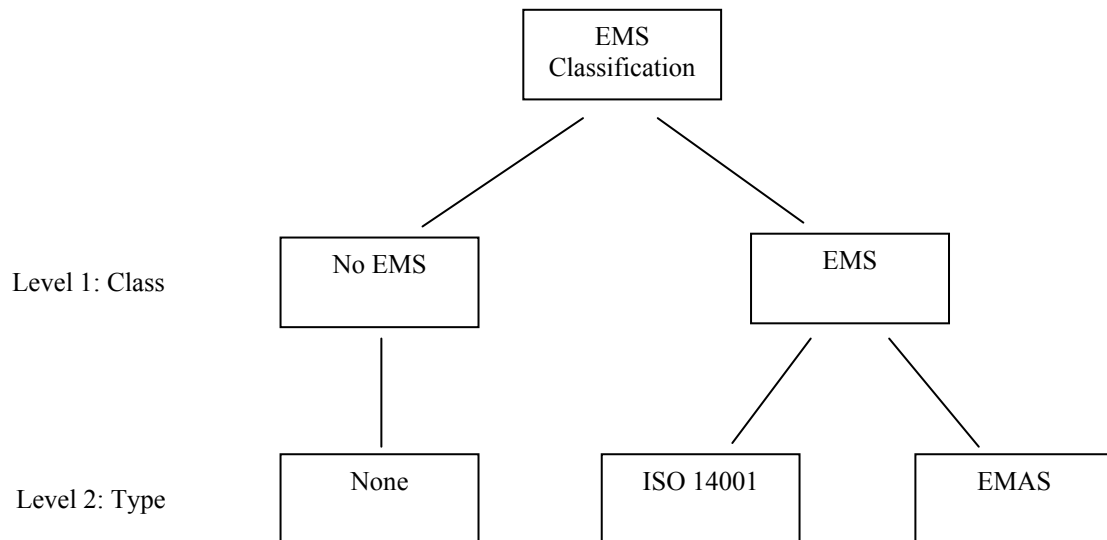 EMS
Classification
Level 1: Class
No EMS
EMS
Level 2: Type
None
ISO 14001
EMAS